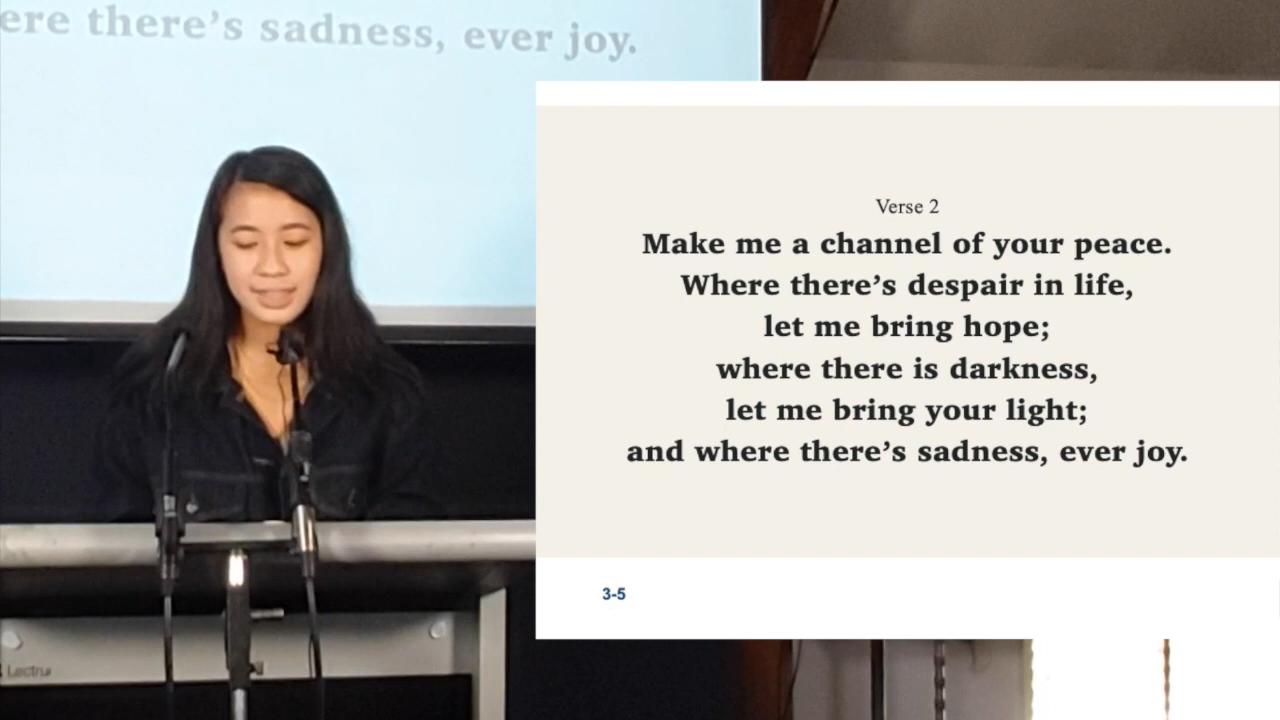 ere there’s sadness, ever joy.
Verse 2
Make me a channel of your peace.
Where there’s despair in life,
let me bring hope;
where there is darkness,
let me bring your light;
and where there’s sadness, ever joy.
3-5
Lectru